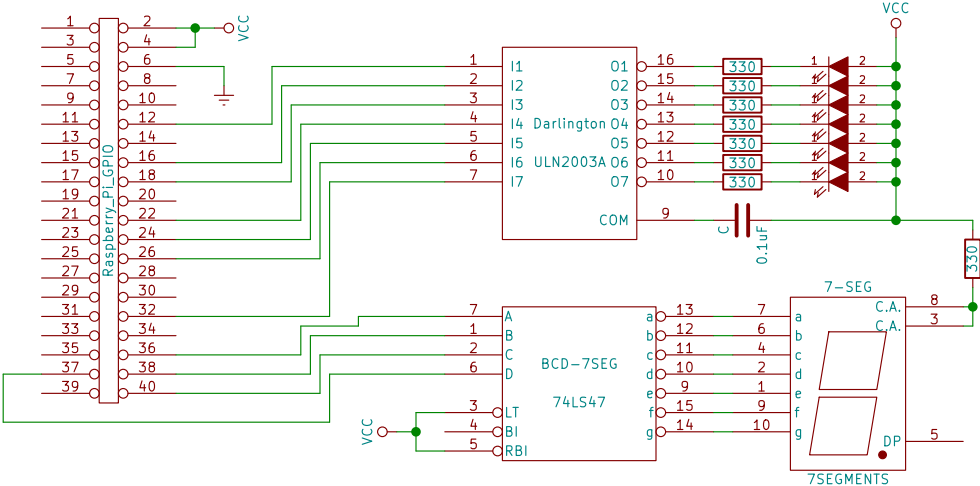 VCC
1 2 VCC
3 4
5 6
7 8
9 10
11 12
13 14
15 16
17 18
19 20
21 22
23 24
25 26
27 28
29 30
31 32
33 34
35 36
37 38
39 40
Raspberry_Pi_GPIO
1 I1 O1 16 330 1 2
2 I2 O2 15 330 1 2
3 I3 O3 14 330 1 2
4 I4 Darlington O4 13 330 1 2
5 I5 O5 12 330 1 2
6 I6 ULN2003A O6 11 330 1 2
7 I7 O7 10 330 1 2
COM 9
C 0.1uF
330
7-SEG
7 A a 13 7 a C.A. 8
1 B b 12 6 b C.A. 3
2 C c 11 4 c
BCD-7SEG
6 D d 10 2 d
e 9 1 e
74LS47
3 LT f 15 9 f
VCC 4 BI g 14 10 g
DP 5
5 RBI
7SEGMENTS